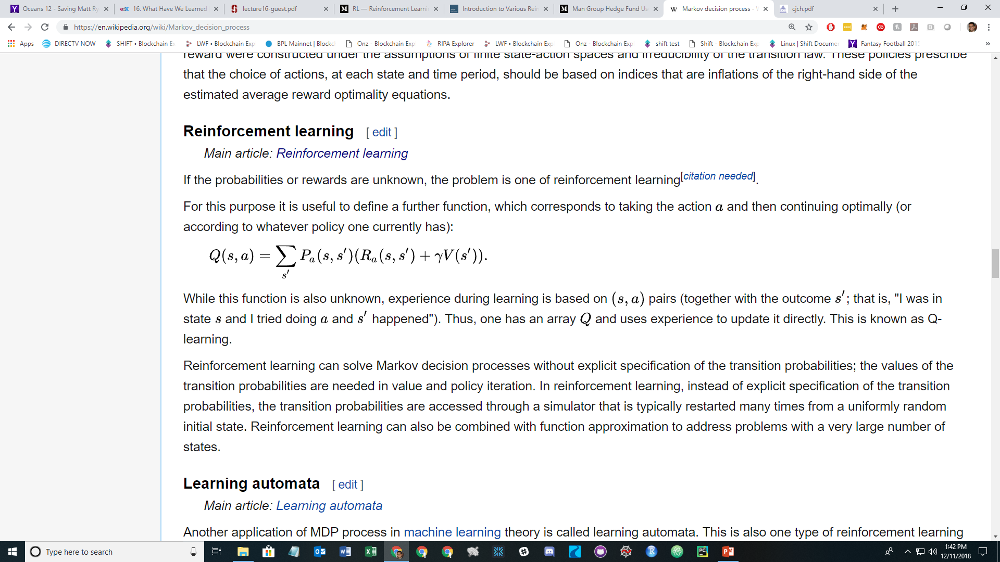 Oceans 12 - Saving Matt Ry
16. What Have We Learned
lecture16-guest.pdf
RL — Reinforcement Learni
Introduction to Various Rei
Man Group Hedge Fund Us
Markov decision process -
cjch.pdf
https://en.wikipedia.org/wiki/Markov_decision_process
Apps
DIRECTV NOW
SHIFT • Blockchain E
LWF • Blockchain Exp
BPL Mainnet | Blockc
Onz - Blockchain Exp
RIPA Explorer
LWF • Blockchain Exp
Onz - Blockchain Exp
shift test
Shift - Blockchain Exp
Linux | Shift Docume
Fantasy Football 2015
reward were constructed under the assumptions of finite state-action spaces and irreducibility of the transition law. These policies prescribe
that the choice of actions, at each state and time period, should be based on indices that are inflations of the right-hand side of the
estimated average reward optimality equations.
Reinforcement learning [ edit ]
Main article: Reinforcement learning
If the probabilities or rewards are unknown, the problem is one of reinforcement learning[citation needed].
For this purpose it is useful to define a further function, which corresponds to taking the action a and then continuing optimally (or
according to whatever policy one currently has):
Q(s, a) = ∑s′ Pa(s, s′)(Ra(s, s′) + γV(s′)).
While this function is also unknown, experience during learning is based on (s, a) pairs (together with the outcome s′; that is, "I was in
state s and I tried doing a and s′ happened"). Thus, one has an array Q and uses experience to update it directly. This is known as Q-
learning.
Reinforcement learning can solve Markov decision processes without explicit specification of the transition probabilities; the values of the
transition probabilities are needed in value and policy iteration. In reinforcement learning, instead of explicit specification of the transition
probabilities, the transition probabilities are accessed through a simulator that is typically restarted many times from a uniformly random
initial state. Reinforcement learning can also be combined with function approximation to address problems with a very large number of
states.
Learning automata [ edit ]
Main article: Learning automata
Another application of MDP process in machine learning theory is called learning automata. This is also one type of reinforcement learning
Type here to search
1:42 PM
12/11/2018